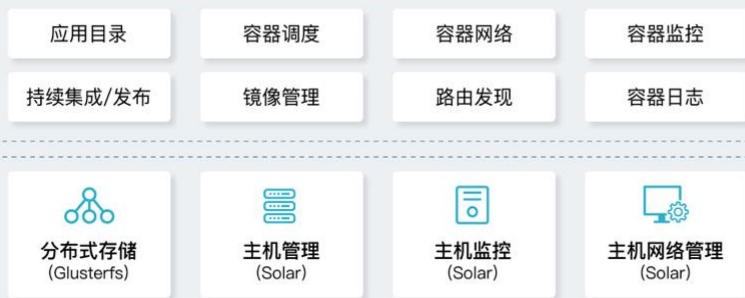 应用目录
容器调度
容器网络
容器监控
持续集成/发布
镜像管理
路由发现
容器日志
分布式存储
(Glusterfs)
主机管理
(Solar)
主机监控
(Solar)
主机网络管理
(Solar)